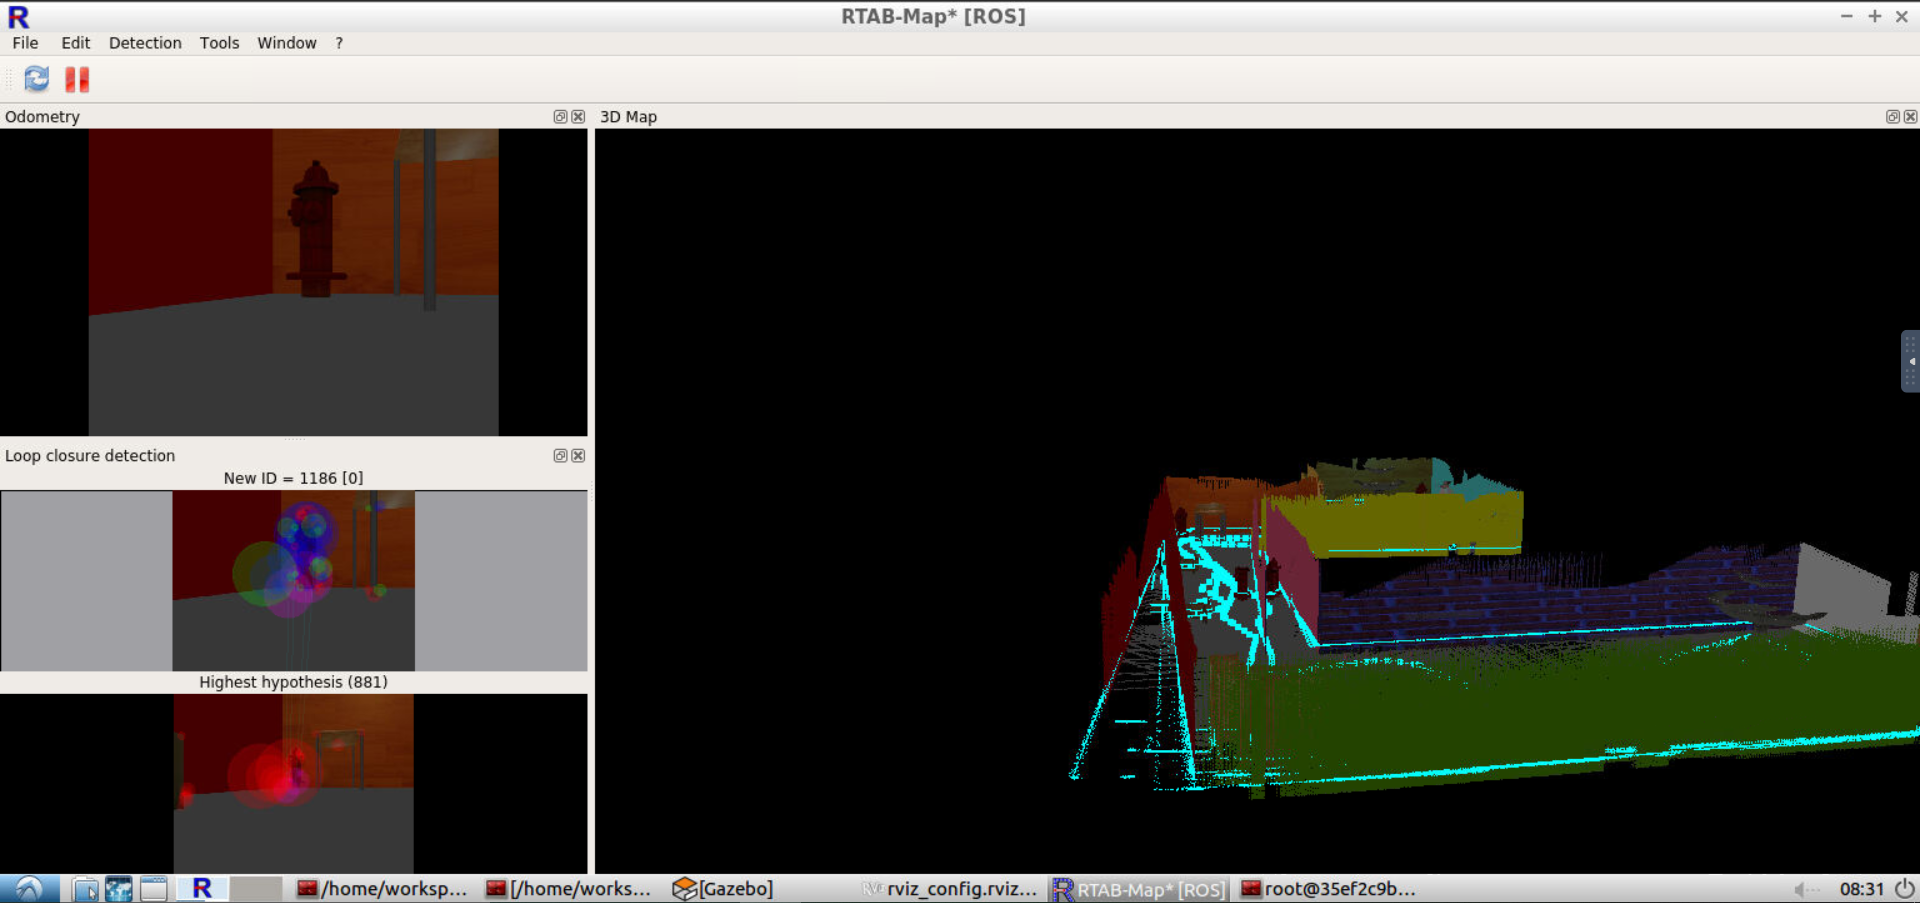 RTAB-Map* [ROS]
File Edit Detection Tools Window ?
Odometry
3D Map
Loop closure detection
New ID = 1186 [0]
Highest hypothesis (881)
/home/worksp... [/home/works... [Gazebo] rviz_config.rviz... RTAB-Map* [ROS] root@35ef2c9b... 08:31